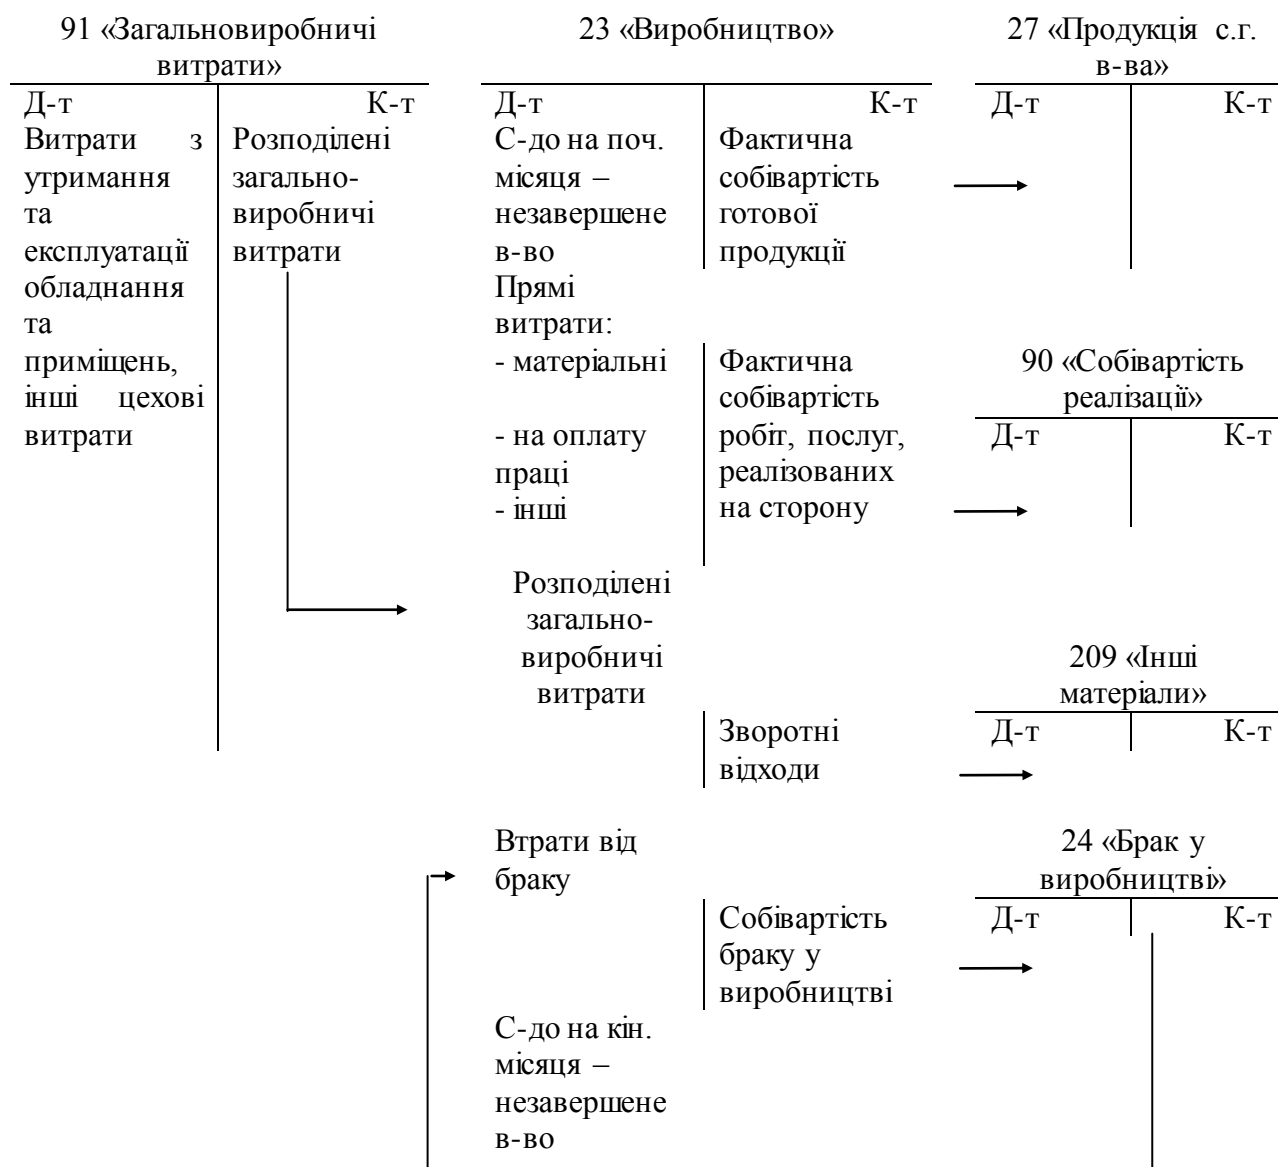 91 «Загальновиробничі
витрати»
Д-т К-т
Витрати з
утримання
та
експлуатації
обладнання
та
приміщень,
інші цехові
витрати
Розподілені
загально-
виробничі
витрати
23 «Виробництво»
Д-т К-т
С-до на поч.
місяця –
незавершене
в-во
Прямі
витрати:
- матеріальні
- на оплату
праці
- інші
Розподілені
загально-
виробничі
витрати
Втрати від
браку
С-до на кін.
місяця –
незавершене
в-во
Фактична
собівартість
готової
продукції
Фактична
собівартість
робіт, послуг,
реалізованих
на сторону
Зворотні
відходи
Собівартість
браку у
виробництві
27 «Продукція с.г.
в-ва»
Д-т К-т
90 «Собівартість
реалізації»
Д-т К-т
209 «Інші
матеріали»
Д-т К-т
24 «Брак у
виробництві»
Д-т К-т